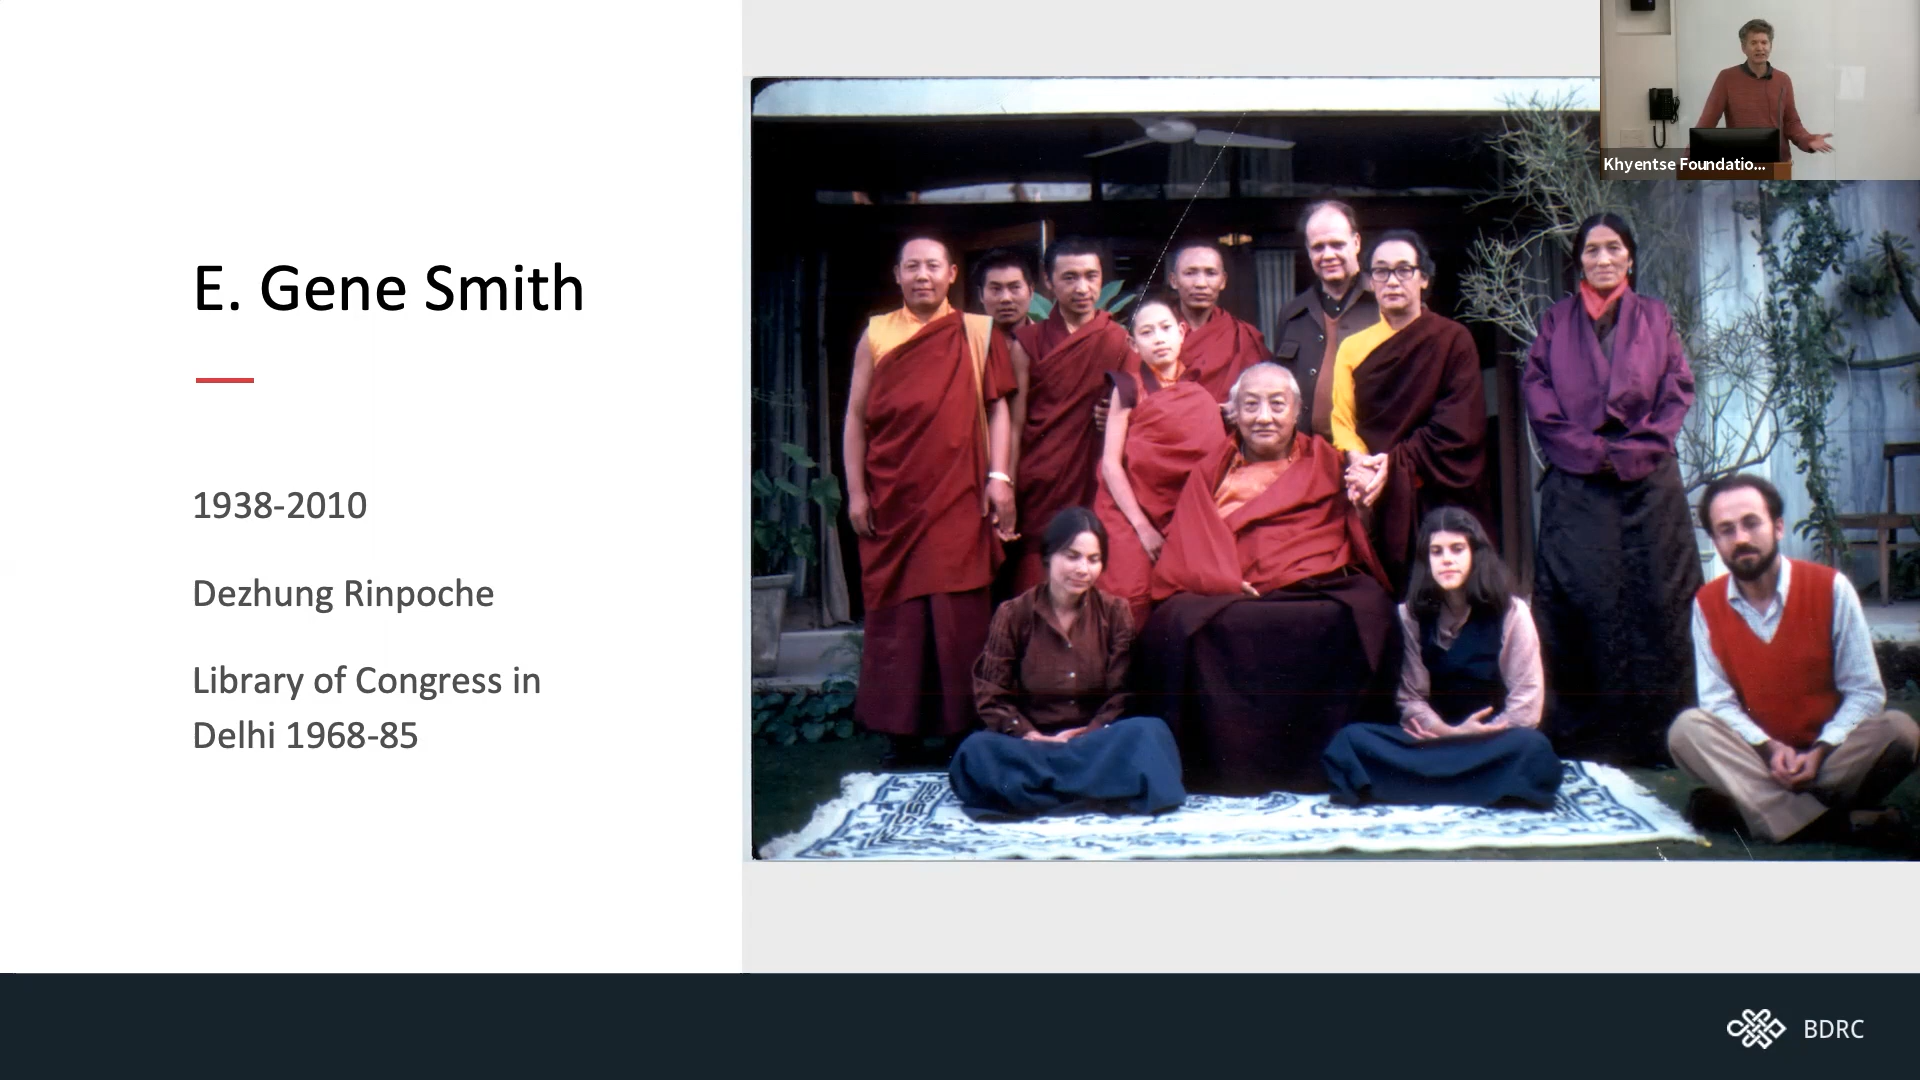 E. Gene Smith
1938-2010
Dezhung Rinpoche
Library of Congress in
Delhi 1968-85
Khyentse Foundatio...
BDRC